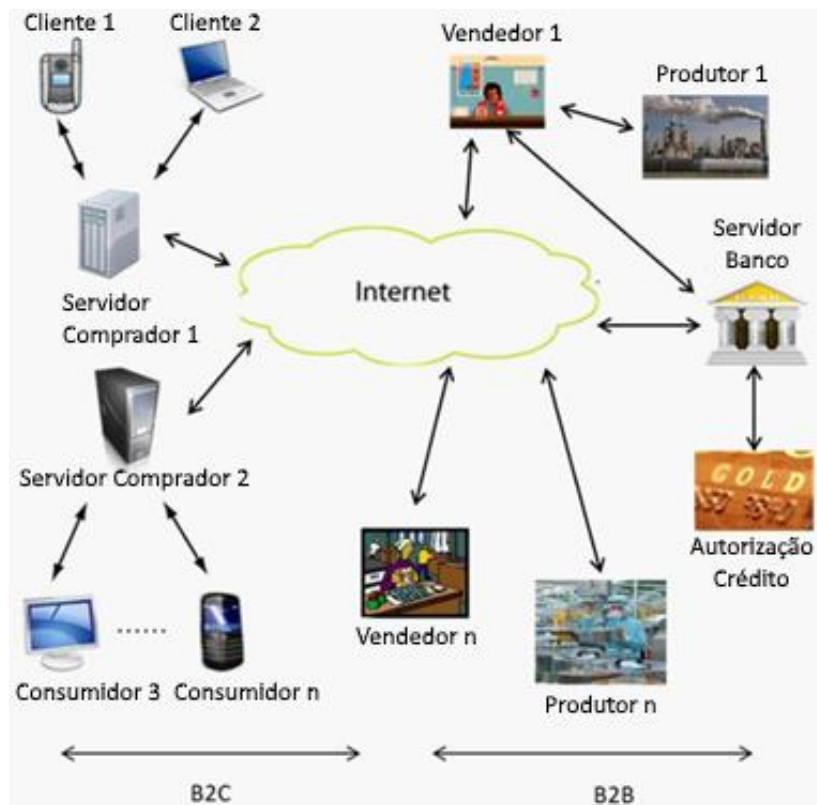 Cliente 1
Cliente 2
Vendedor 1
Produtor 1
Servidor
Banco
Internet
Servidor
Comprador 1
Servidor Comprador 2
GOLD
Autorização
Crédito
Vendedor n
Consumidor 3
Consumidor n
Produtor n
B2C
B2B